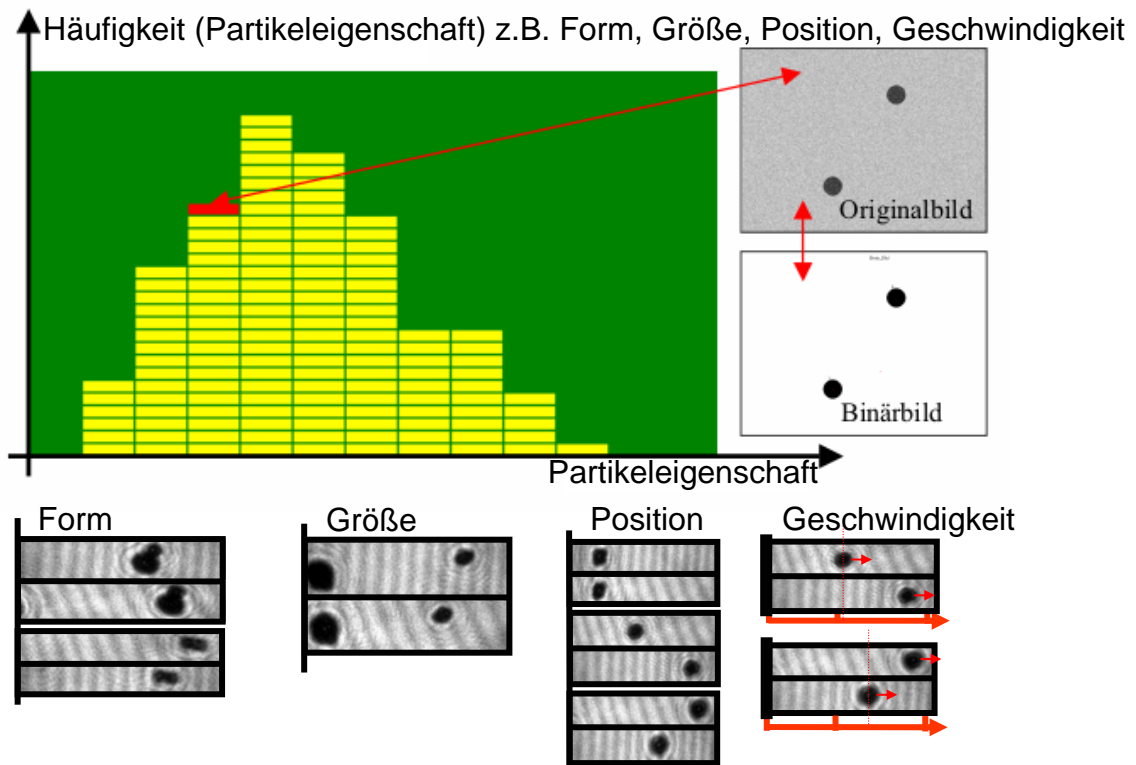 Häufigkeit (Partikeleigenschaft) z.B. Form, Größe, Position, Geschwindigkeit
Originalbild
Binärbild
Partikeleigenschaft
Form
Größe
Position
Geschwindigkeit